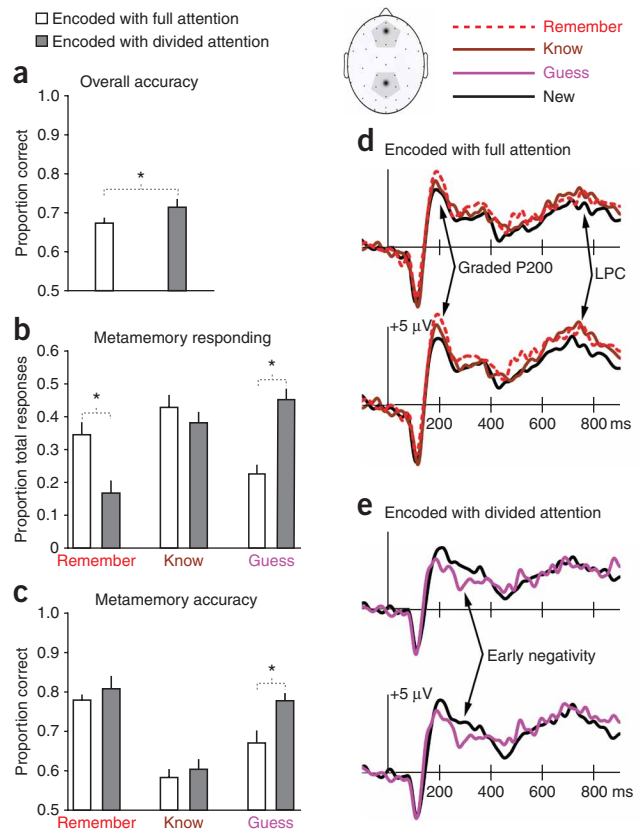 Encoded with full attention
Encoded with divided attention
a
Overall accuracy
Proportion correct
1.0
0.9
0.8
0.7
0.6
0.5
*
b
Metamemory responding
Proportion total responses
0.6
0.5
0.4
0.3
0.2
0.1
0
*
*
Remember
Know
Guess
c
Metamemory accuracy
Proportion correct
1.0
0.9
0.8
0.7
0.6
0.5
*
Remember
Know
Guess
Remember
Know
Guess
New
d
Encoded with full attention
Graded P200
LPC
+5 μV
200
400
600
800 ms
e
Encoded with divided attention
Early negativity
+5 μV
200
400
600
800 ms